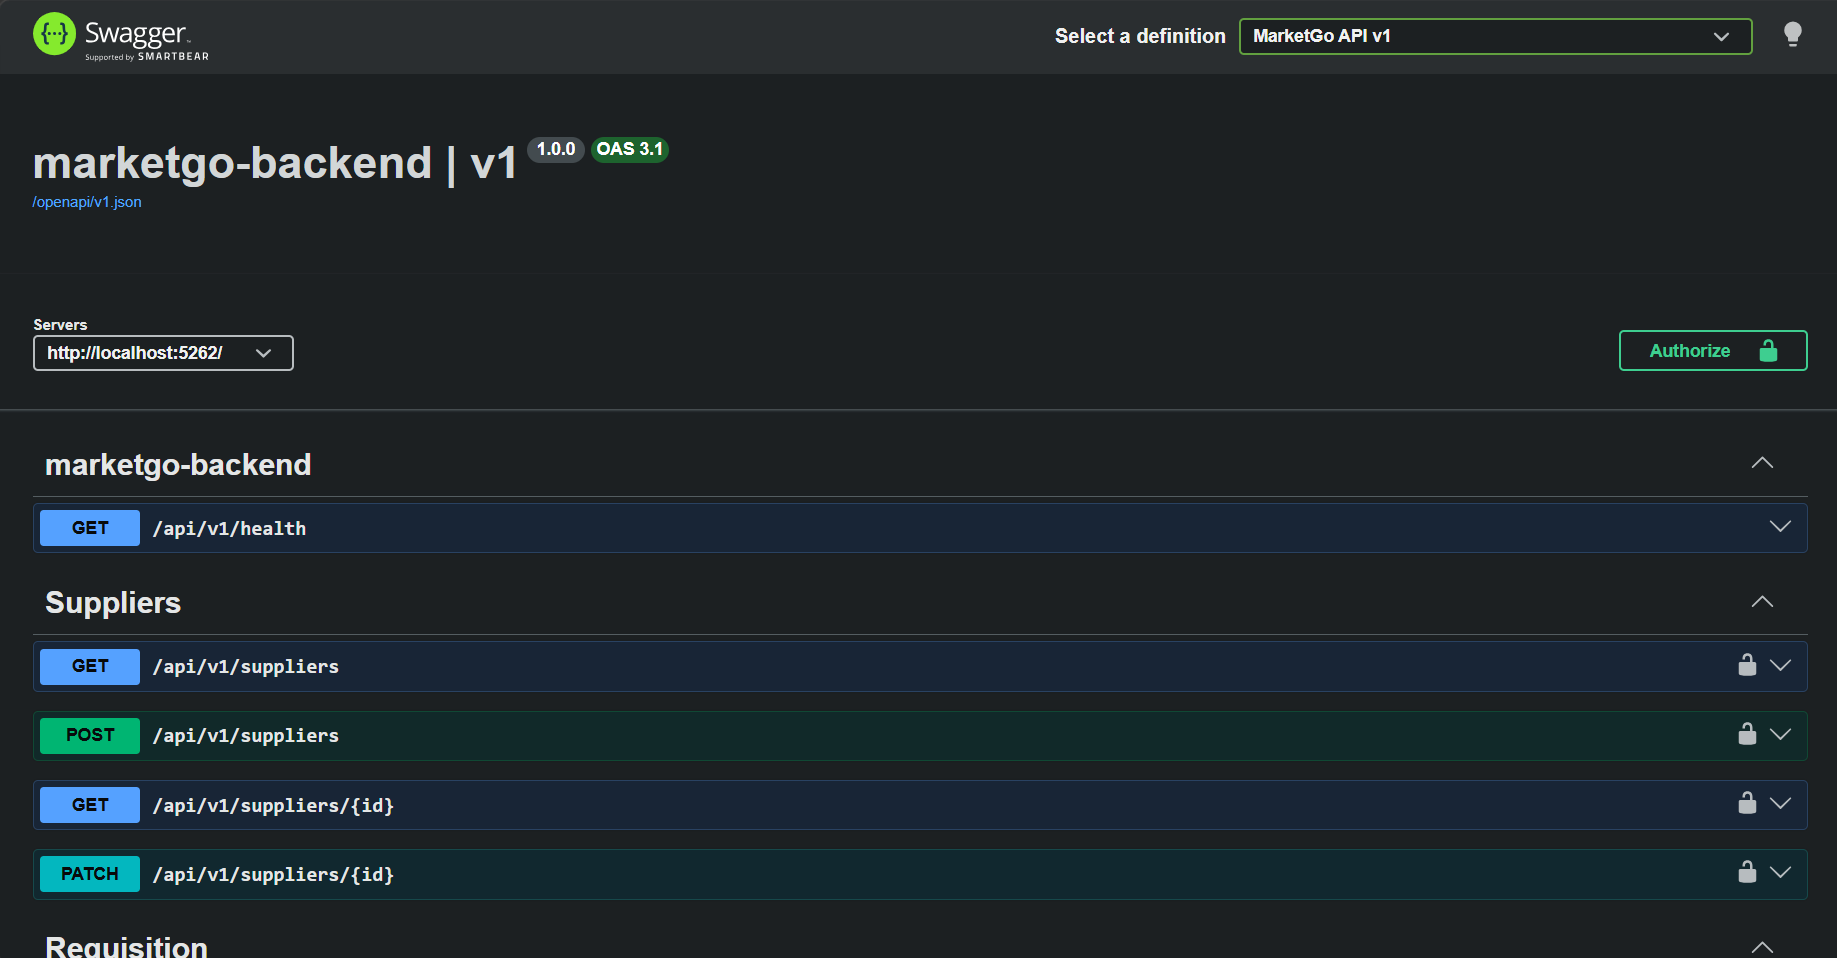 Swagger
Supported by SMARTBEAR
Select a definition
MarketGo API v1
marketgo-backend | v1
1.0.0
OAS 3.1
/openapi/v1.json
Servers
http://localhost:5262/
Authorize
marketgo-backend
GET /api/v1/health
Suppliers
GET /api/v1/suppliers
POST /api/v1/suppliers
GET /api/v1/suppliers/{id}
PATCH /api/v1/suppliers/{id}
Requisition